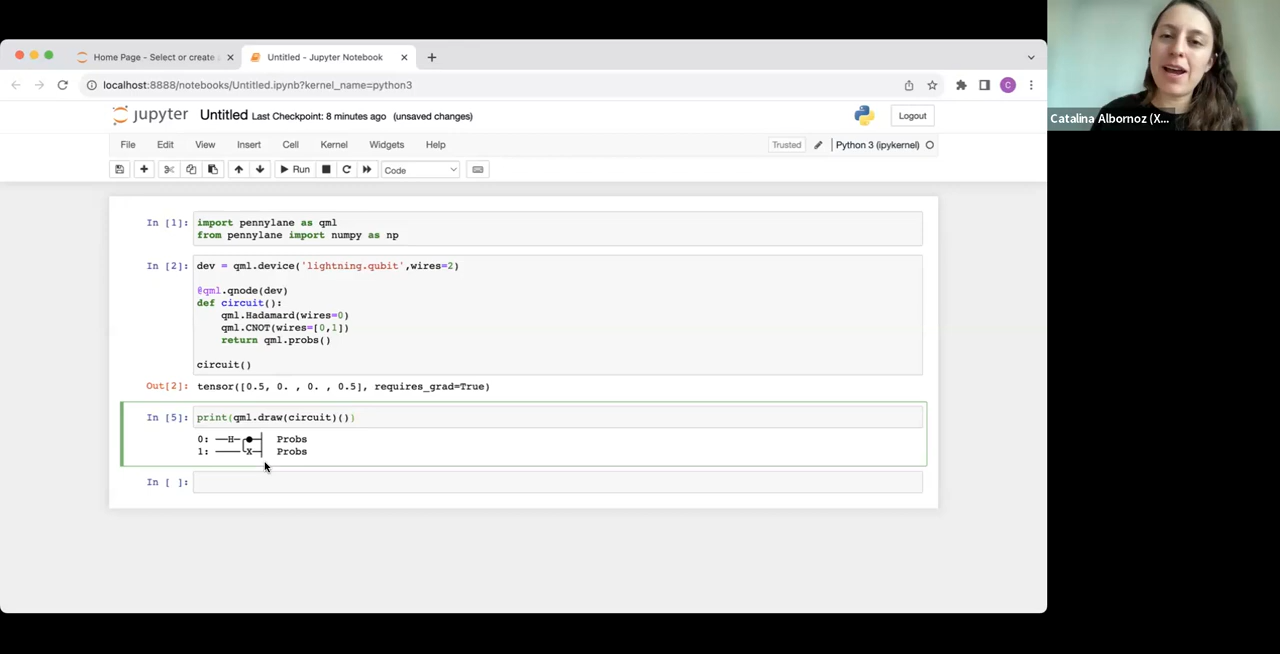 Home Page - Select or create a
Untitled - Jupyter Notebook
localhost:8888/notebooks/Untitled.ipynb?kernel_name=python3
C
jupyter Untitled Last Checkpoint: 8 minutes ago (unsaved changes)
Logout
File Edit View Insert Cell Kernel Widgets Help
Trusted Python 3 (ipykernel)
Run Code
In [1]: import pennylane as qml
from pennylane import numpy as np
In [2]: dev = qml.device('lightning.qubit',wires=2)
@qml.qnode(dev)
def circuit():
    qml.Hadamard(wires=0)
    qml.CNOT(wires=[0,1])
    return qml.probs()
circuit()
Out[2]: tensor([0.5, 0. , 0. , 0.5], requires_grad=True)
In [5]: print(qml.draw(circuit)())
0: ──H─╭●─┤  Probs
1: ────╰X─┤  Probs
In [ ]:
Catalina Albornoz (X...